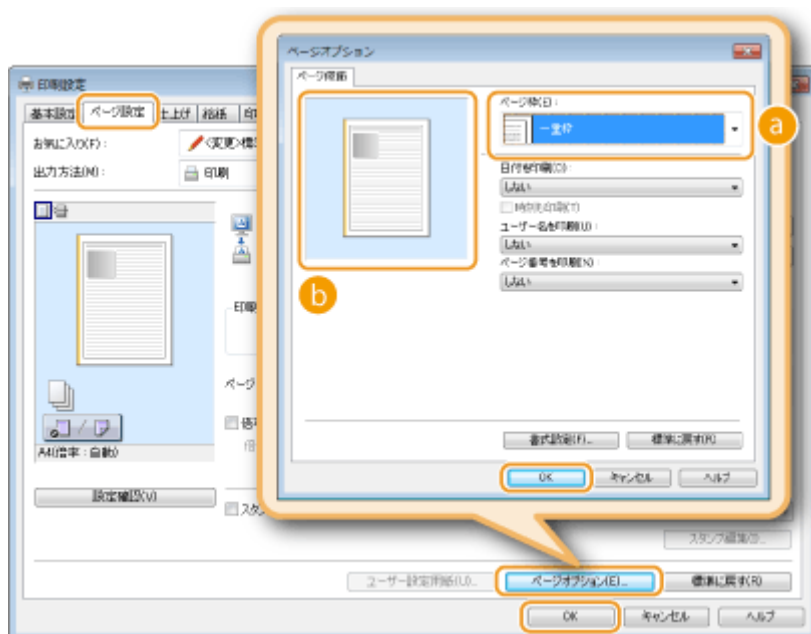 ページオプション
ページ修飾
ページ枠(E):
一重枠
a
日付を印刷(D):
しない
時刻も印刷(T)
ユーザー名を印刷(U):
しない
ページ番号を印刷(N):
しない
b
書式設定(F)...
標準に戻す(R)
OK
キャンセル
ヘルプ
印刷設定
基本設定
ページ設定
給紙
お気に入り(F):
<変更>標
出力方法(M):
印刷
ページ
A4(倍率:自動)
設定確認(V)
スタン
スタンプ編集(I)...
ユーザー設定用紙(U)...
ページオプション(E)...
標準に戻す(R)
OK
キャンセル
ヘルプ